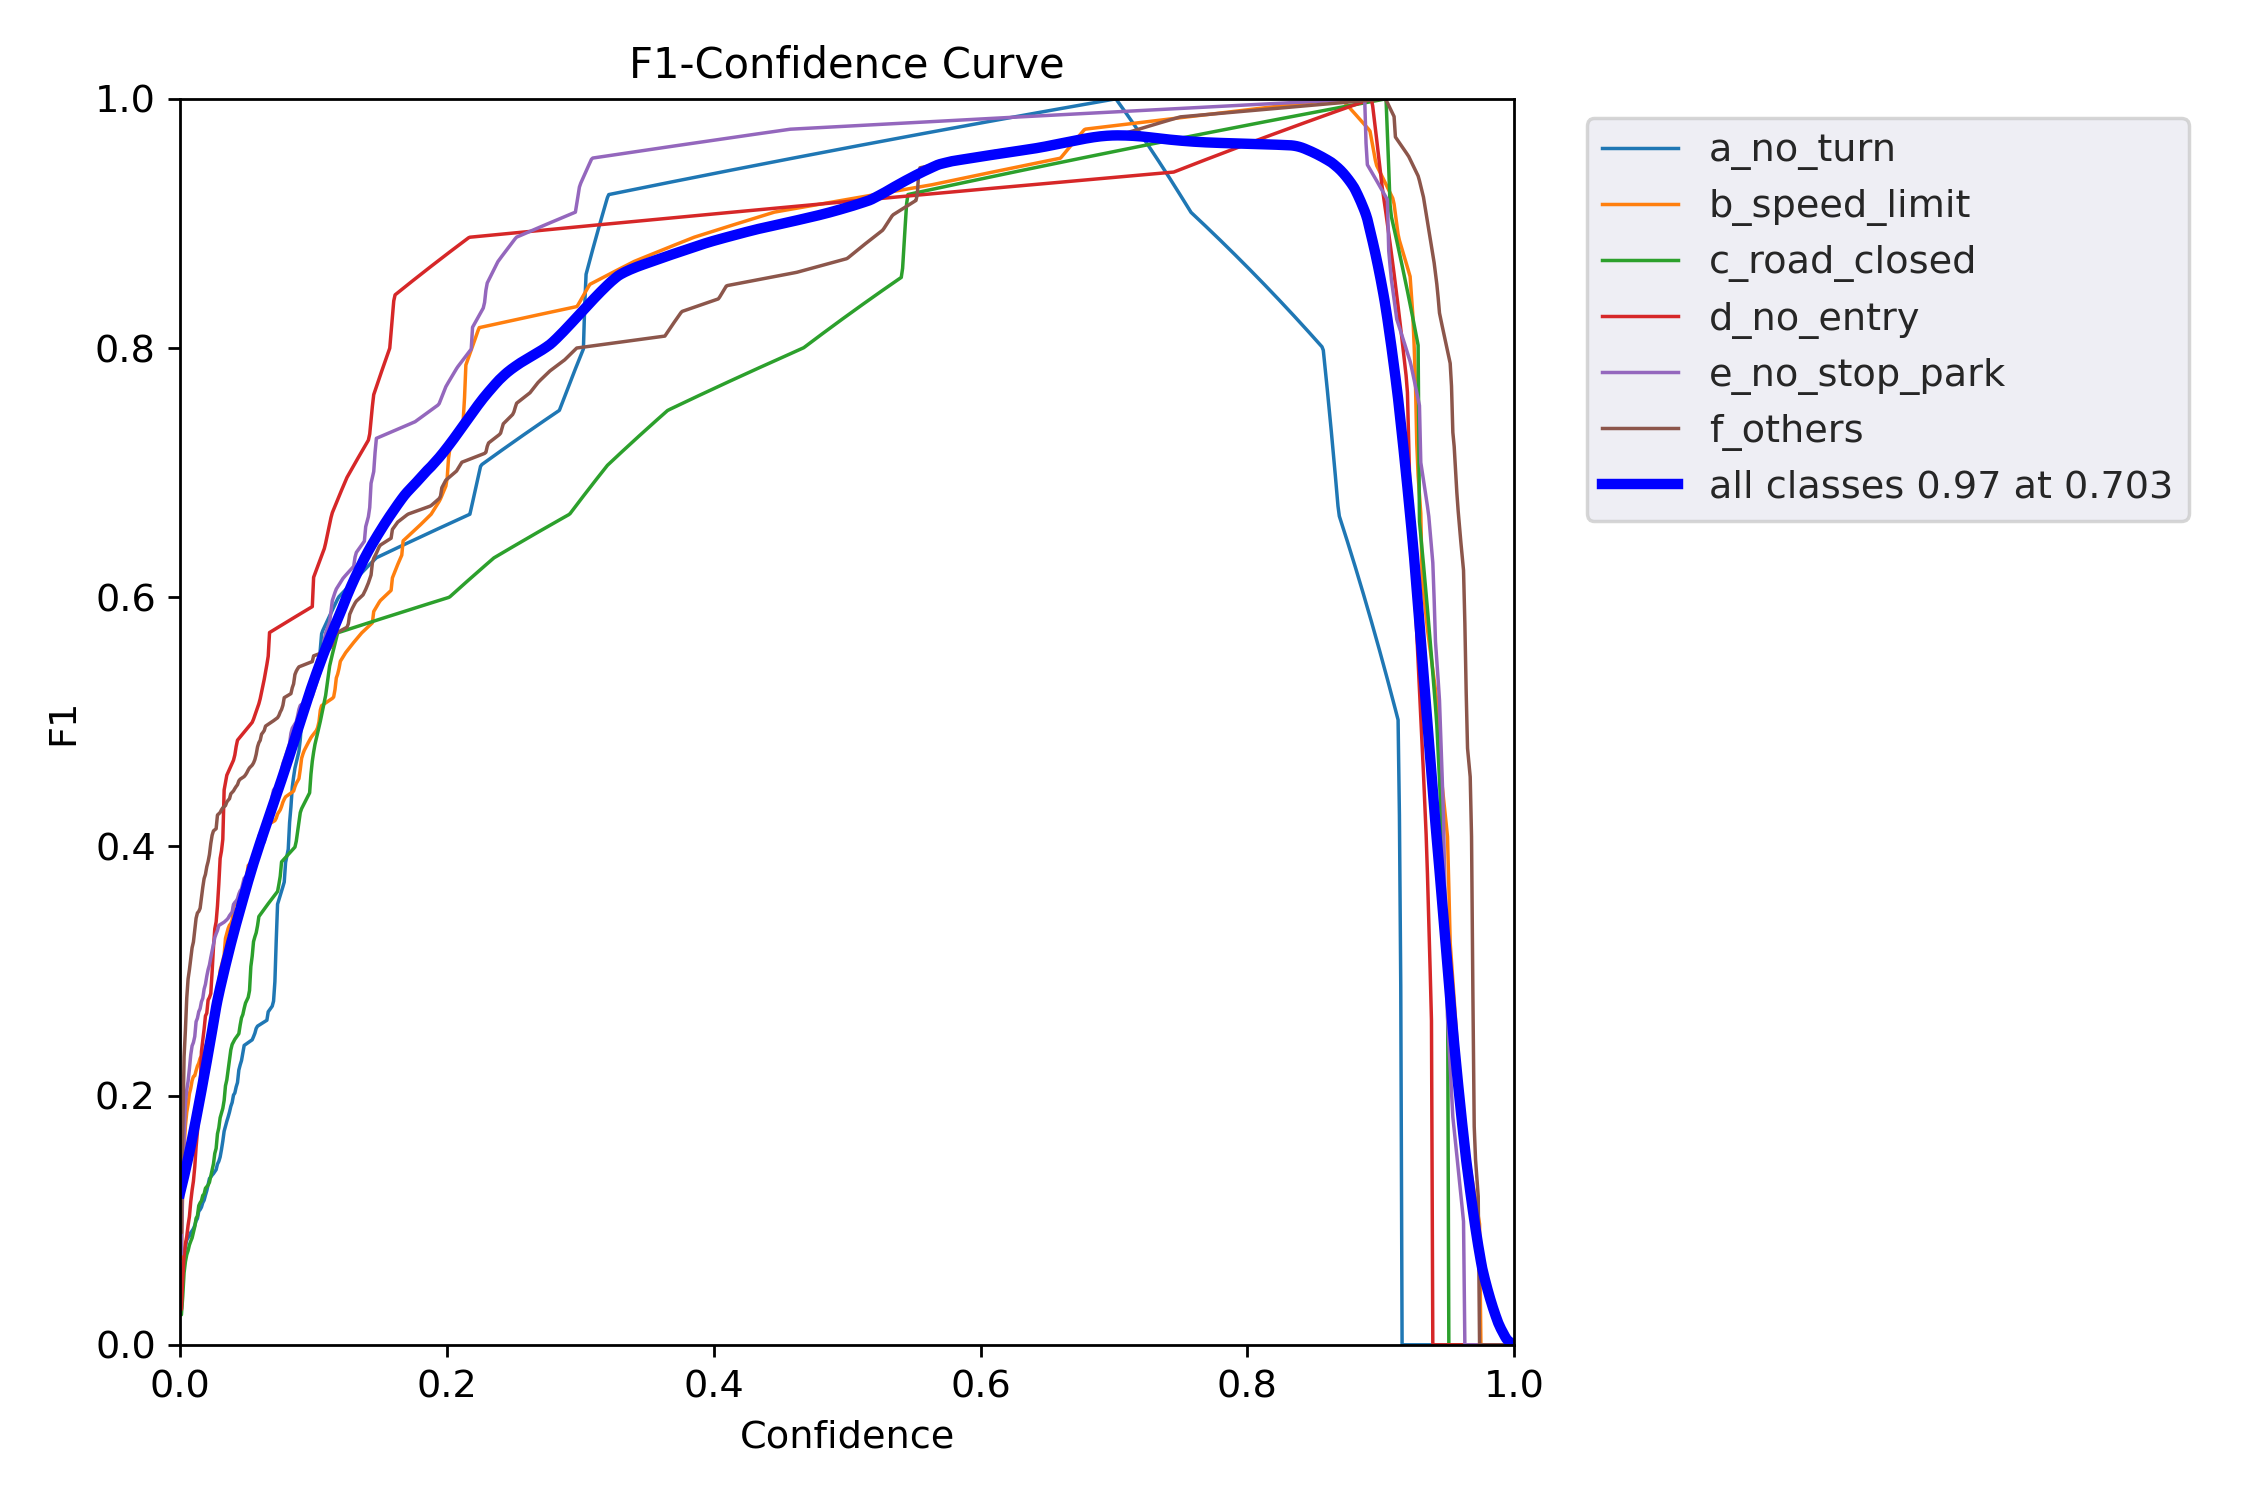 F1-Confidence Curve
1.0
0.8
0.6
0.4
0.2
0.0
F1
0.0 0.2 0.4 0.6 0.8 1.0
Confidence
a_no_turn
b_speed_limit
c_road_closed
d_no_entry
e_no_stop_park
f_others
all classes 0.97 at 0.703